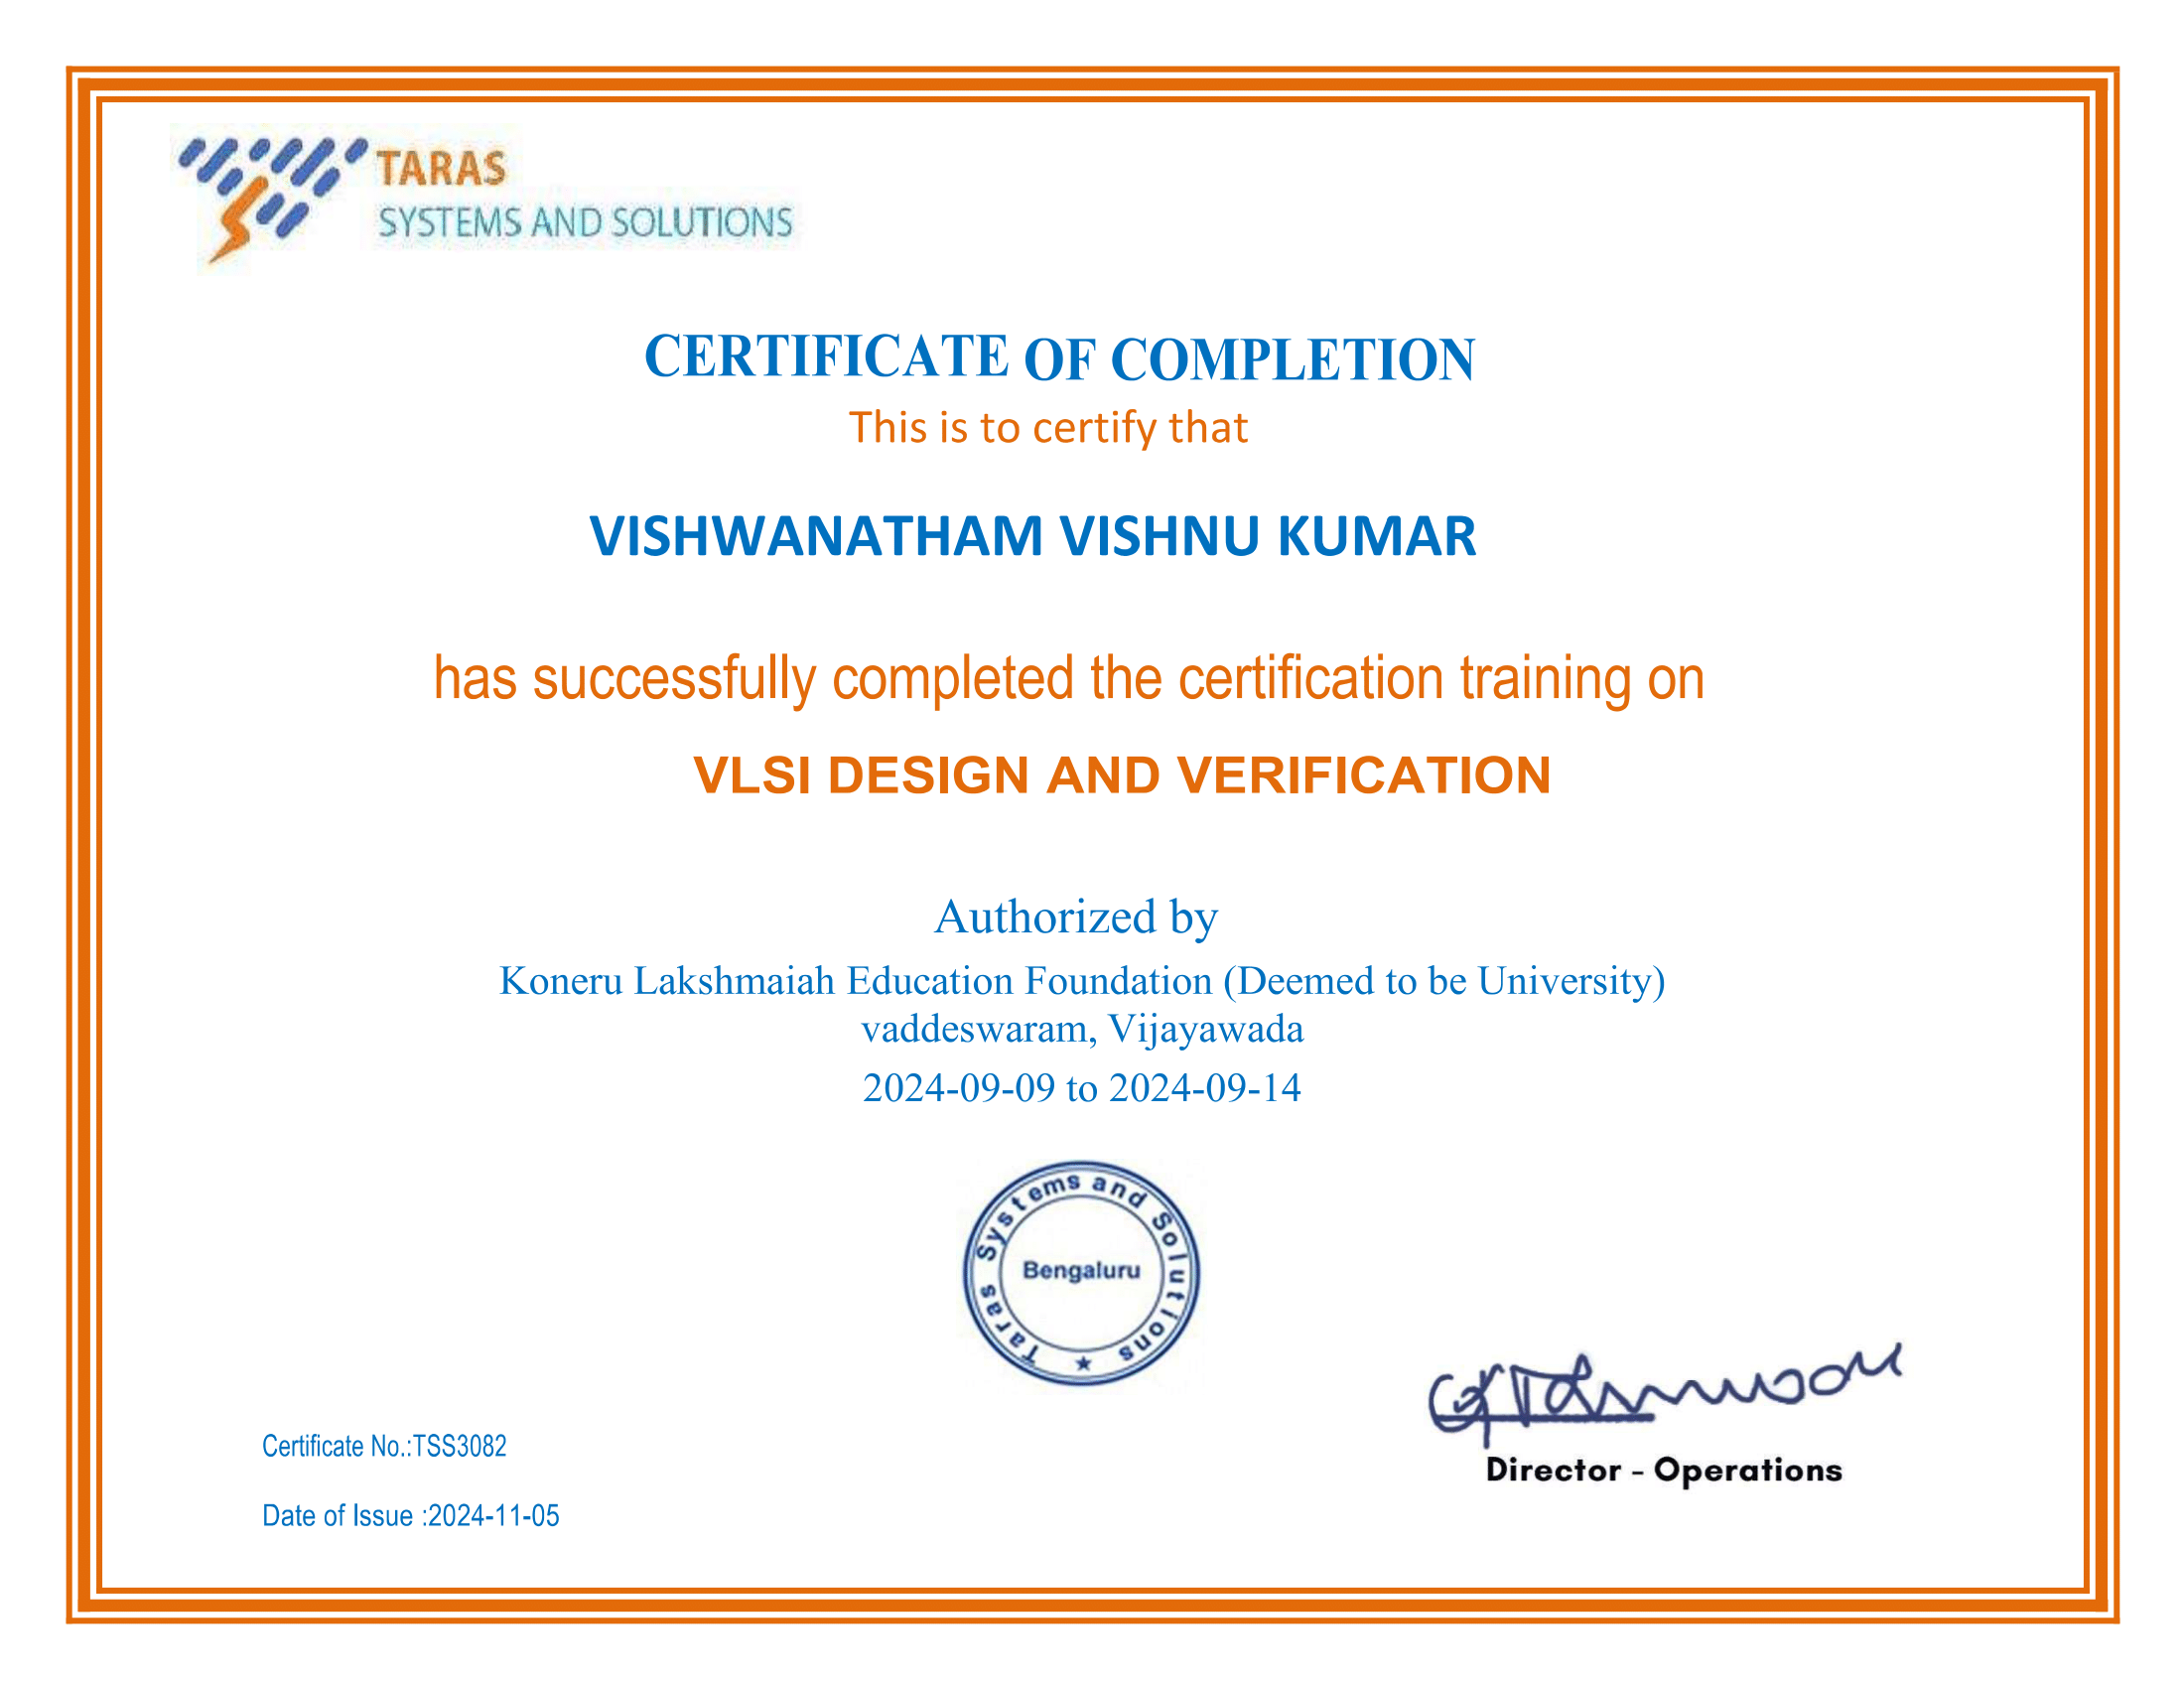 TARAS
SYSTEMS AND SOLUTIONS
CERTIFICATE OF COMPLETION
This is to certify that
VISHWANATHAM VISHNU KUMAR
has successfully completed the certification training on
VLSI DESIGN AND VERIFICATION
Authorized by
Koneru Lakshmaiah Education Foundation (Deemed to be University)
vaddeswaram, Vijayawada
2024-09-09 to 2024-09-14
Taras Systems and Solutions
Bengaluru
Director - Operations
Certificate No.:TSS3082
Date of Issue :2024-11-05